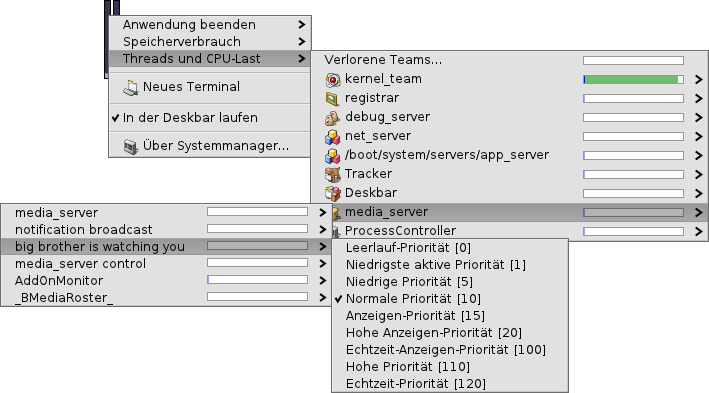 Anwendung beenden
Speicherverbrauch
Threads und CPU-Last
Neues Terminal
In der Deskbar laufen
Über Systemmanager...
Verlorene Teams...
kernel_team
registrar
debug_server
net_server
/boot/system/servers/app_server
Tracker
Deskbar
media_server
ProcessController
media_server
notification broadcast
big brother is watching you
media_server control
AddOnMonitor
_BMediaRoster_
Leerlauf-Priorität [0]
Niedrigste aktive Priorität [1]
Niedrige Priorität [5]
Normale Priorität [10]
Anzeigen-Priorität [15]
Hohe Anzeigen-Priorität [20]
Echtzeit-Anzeigen-Priorität [100]
Hohe Priorität [110]
Echtzeit-Priorität [120]